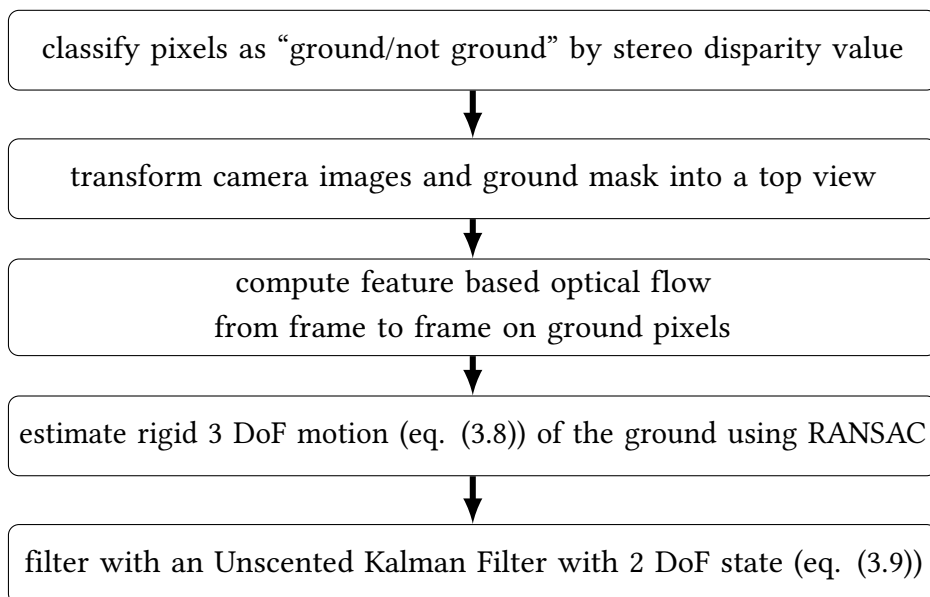 classify pixels as “ground/not ground” by stereo disparity value
transform camera images and ground mask into a top view
compute feature based optical flow
from frame to frame on ground pixels
estimate rigid 3 DoF motion (eq. (3.8)) of the ground using RANSAC
filter with an Unscented Kalman Filter with 2 DoF state (eq. (3.9))